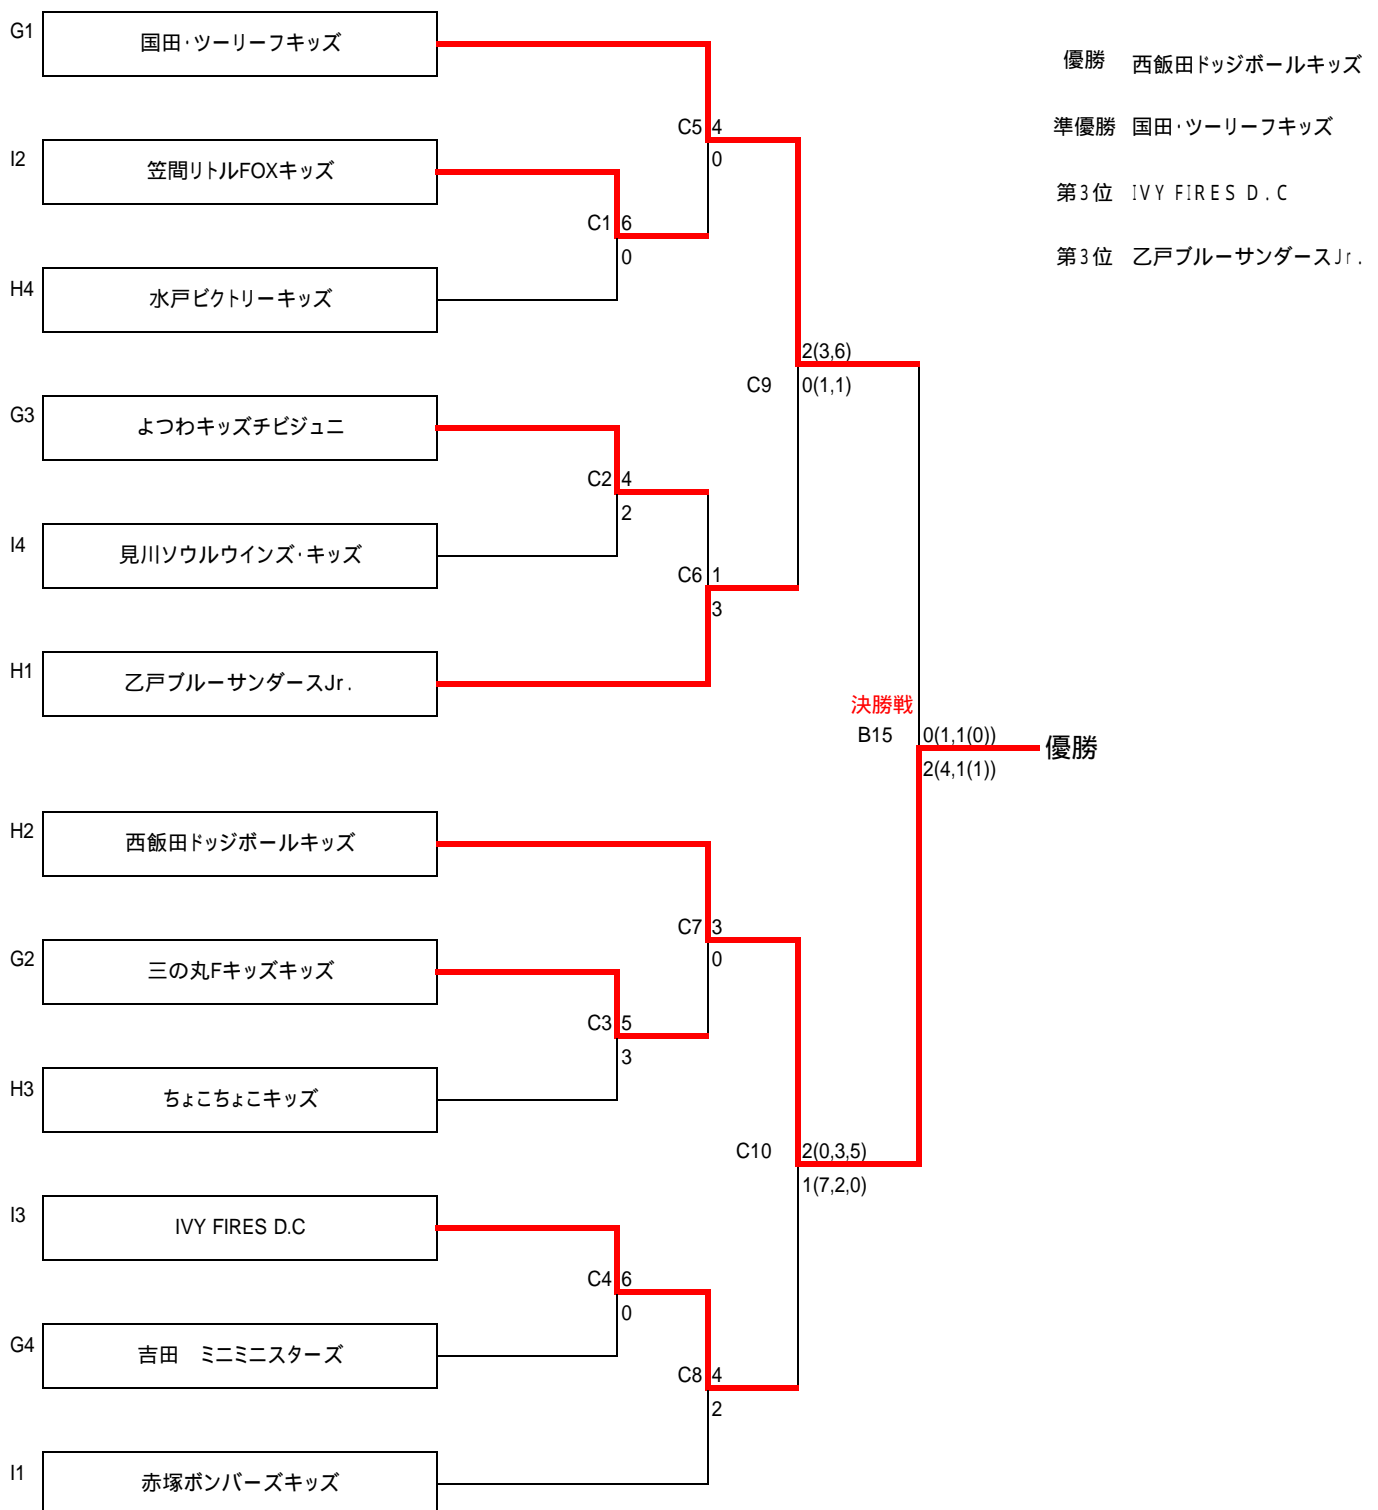 G1
国田・ツーリーフキッズ
優勝 西飯田ドッジボールキッズ
準優勝 国田・ツーリーフキッズ
第3位 IVY FIRES D.C
第3位 乙戸ブルーサンダースJr.
C5 4
0
I2
笠間リトルFOXキッズ
C1 6
0
H4
水戸ビクトリーキッズ
2(3,6)
C9 0(1,1)
G3
よつわキッズチビジュニ
C2 4
2
I4
見川ソウルウインズ・キッズ
C6 1
3
H1
乙戸ブルーサンダースJr.
決勝戦
B15 0(1,1(0))
優勝
2(4,1(1))
H2
西飯田ドッジボールキッズ
C7 3
0
G2
三の丸Fキッズキッズ
C3 5
3
H3
ちょこちょこキッズ
C10 2(0,3,5)
1(7,2,0)
I3
IVY FIRES D.C
C4 6
0
G4
吉田　ミニミニスターズ
C8 4
2
I1
赤塚ボンバーズキッズ